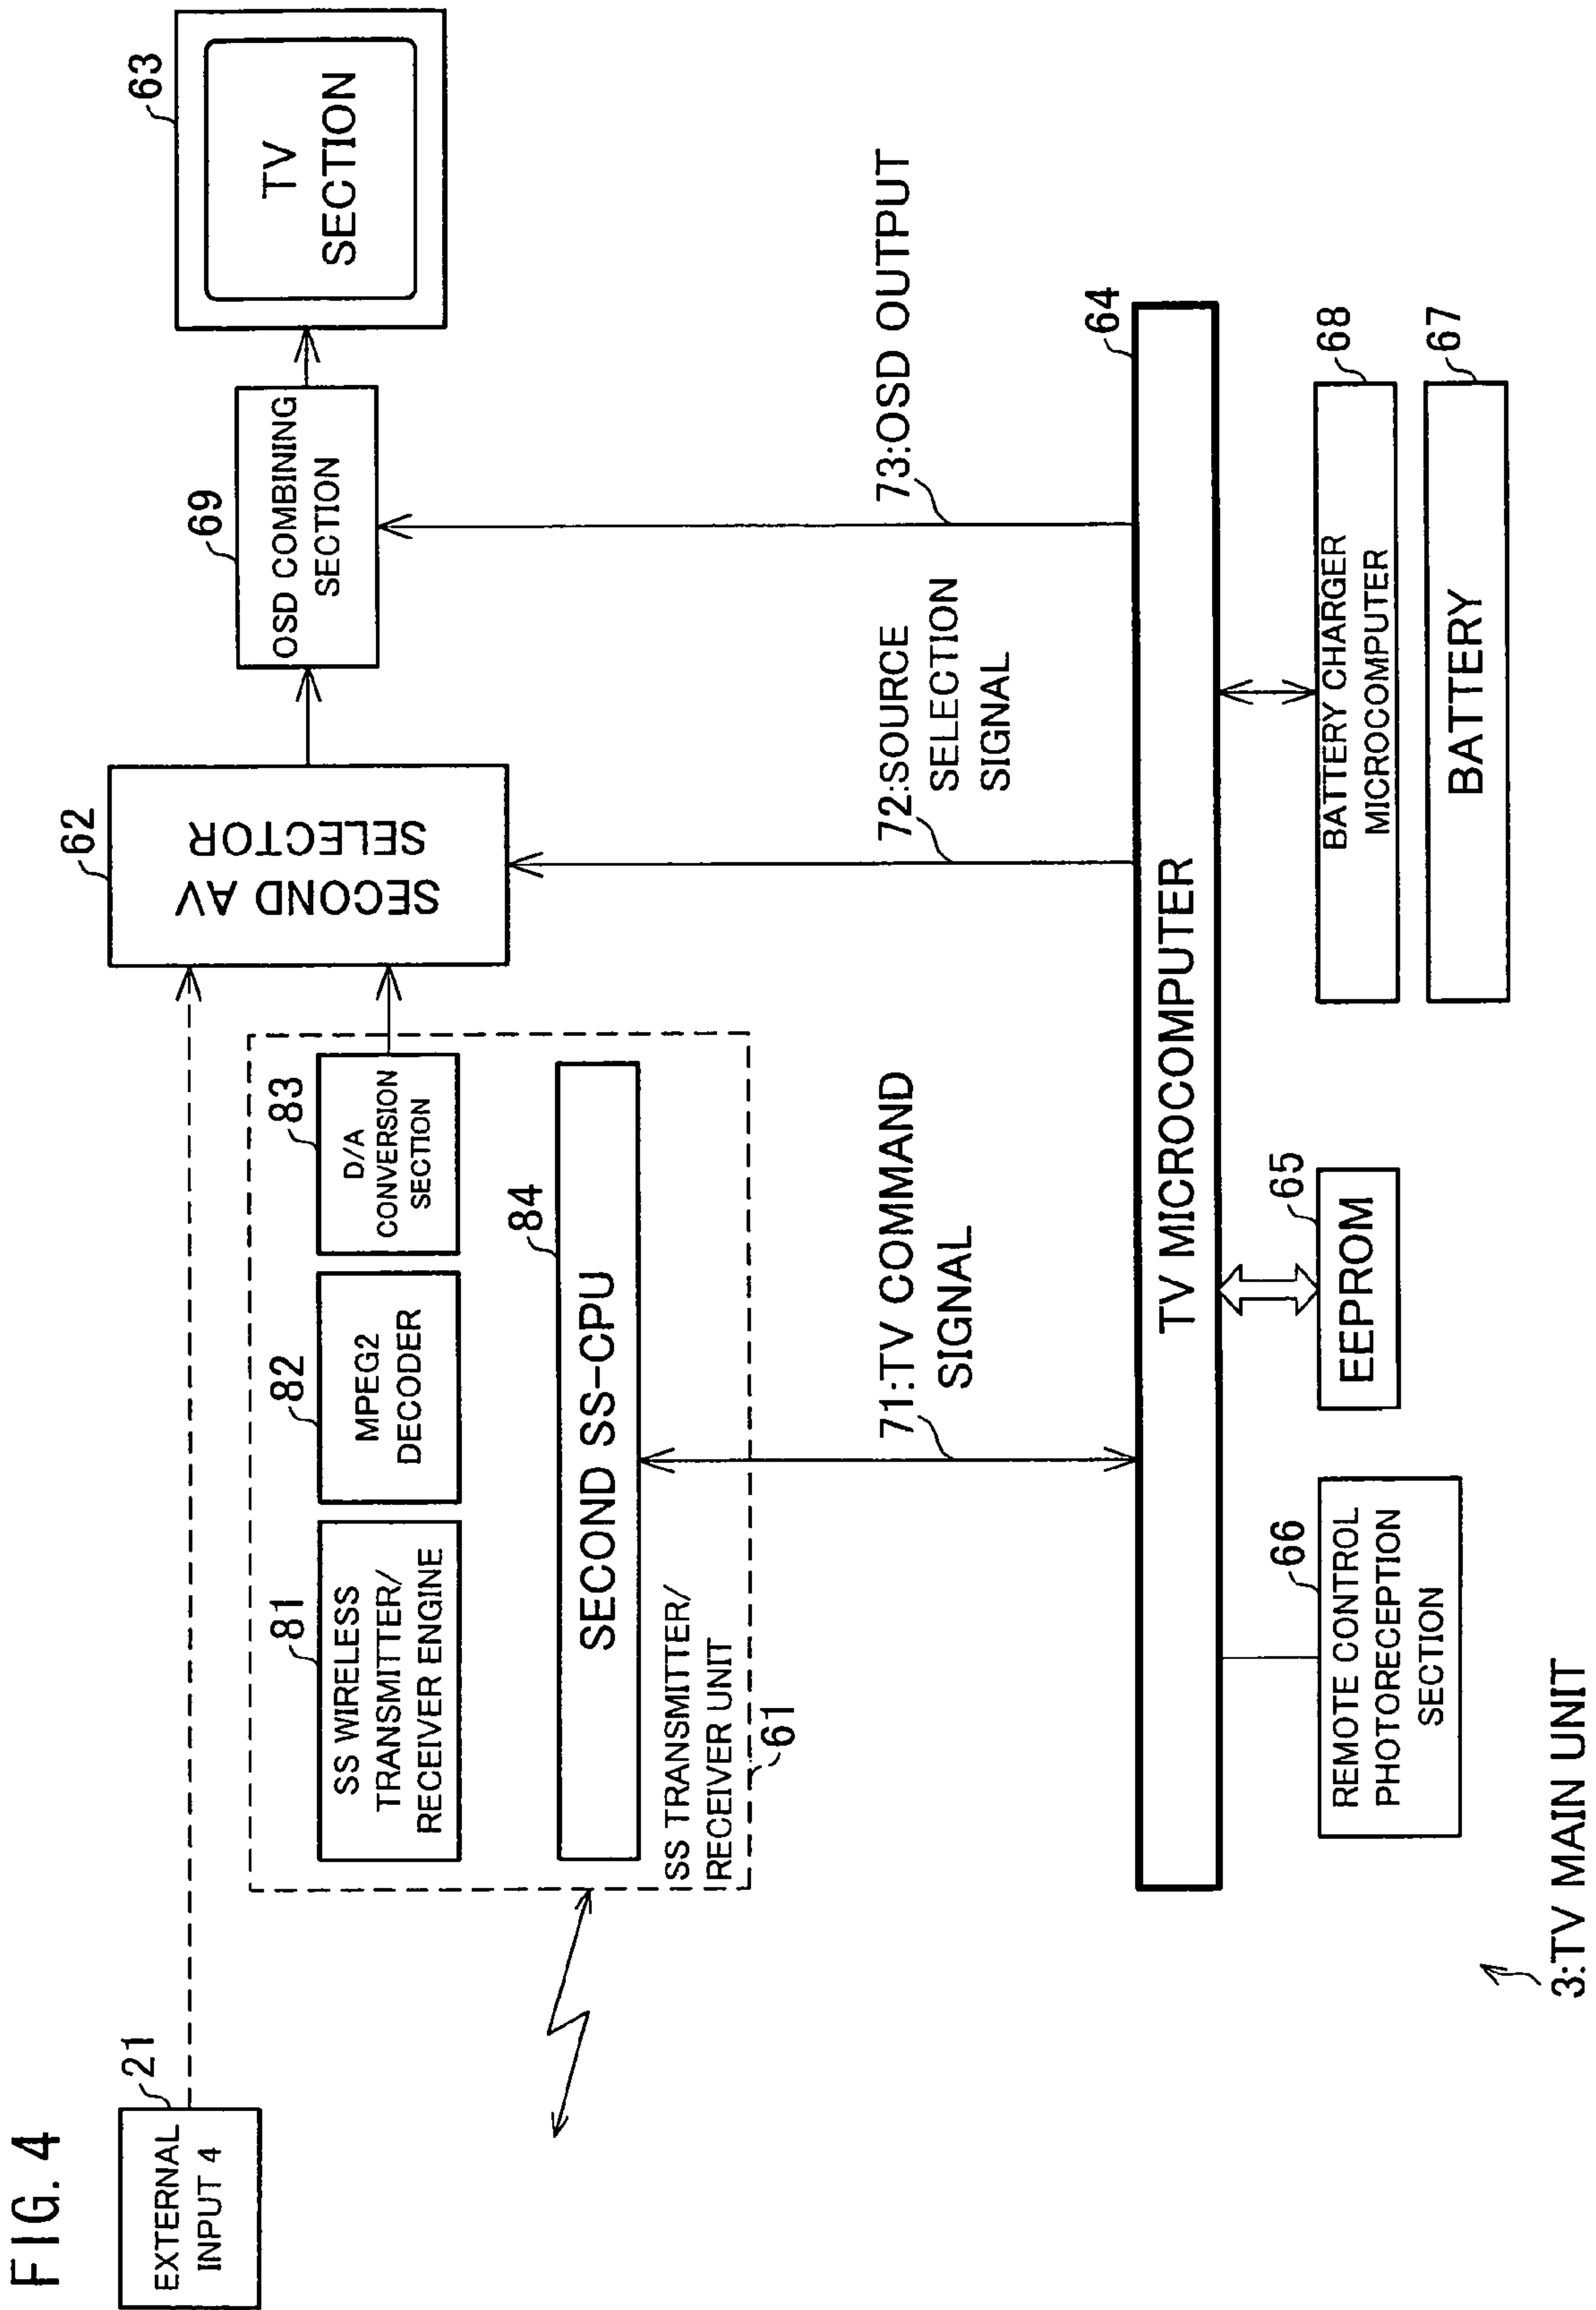 FIG. 4
EXTERNAL
INPUT 4
21
62
SECOND AV
SELECTOR
69
OSD COMBINING
SECTION
63
TV
SECTION
81
SS WIRELESS
TRANSMITTER/
RECEIVER ENGINE
82
MPEG2
DECODER
83
D/A
CONVERSION
SECTION
84
SECOND SS-CPU
SS TRANSMITTER/
RECEIVER UNIT
61
71:TV COMMAND
SIGNAL
72:SOURCE
SELECTION
SIGNAL
73:OSD OUTPUT
64
TV MICROCOMPUTER
66
REMOTE CONTROL
PHOTORECEPTION
SECTION
65
EEPROM
68
BATTERY CHARGER
MICROCOMPUTER
67
BATTERY
3:TV MAIN UNIT